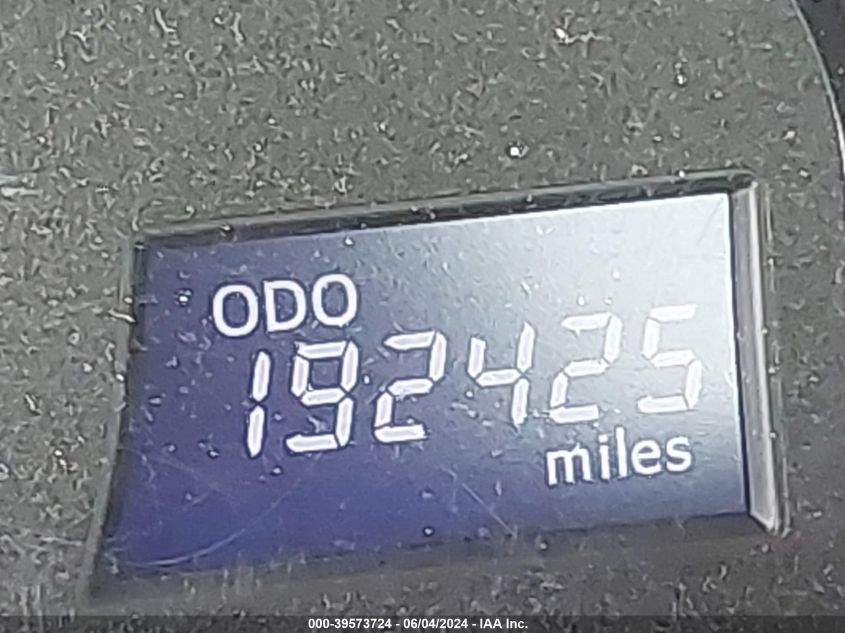 ODO
192425
miles
000-39573724 - 06/04/2024 - IAA Inc.